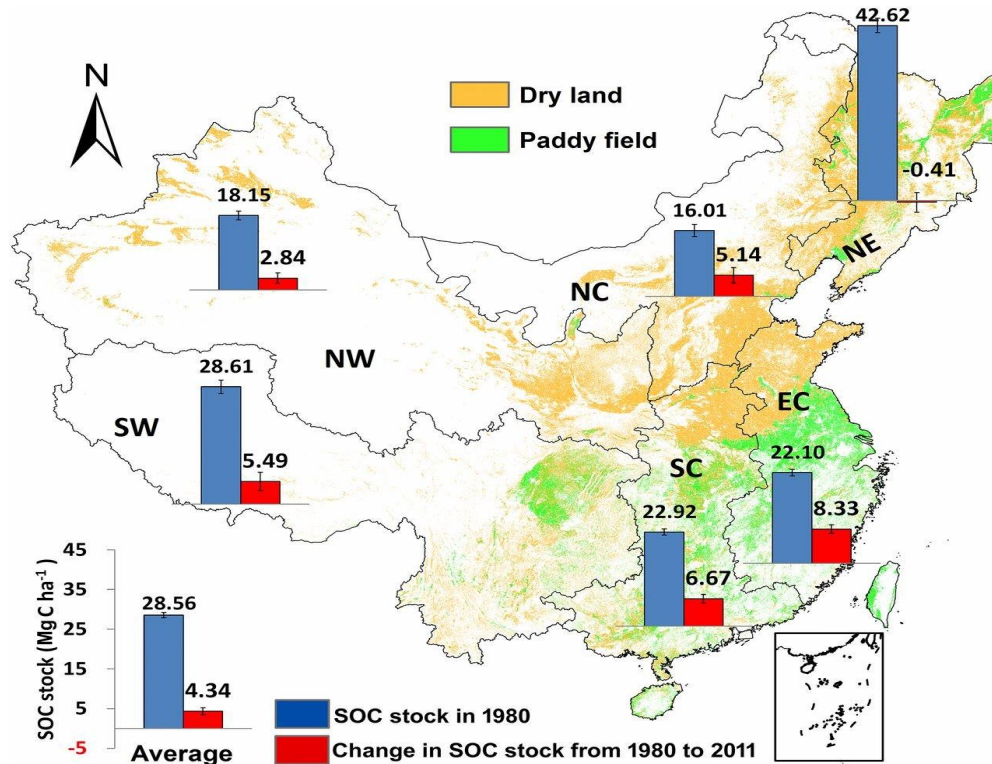 42.62
N
Dry land
Paddy field
-0.41
18.15
2.84
16.01
5.14
NE
NC
NW
28.61
5.49
SW
EC
22.10
8.33
SC
22.92
6.67
45
35
25
15
5
-5
SOC stock (Mg C ha⁻¹)
28.56
4.34
Average
SOC stock in 1980
Change in SOC stock from 1980 to 2011